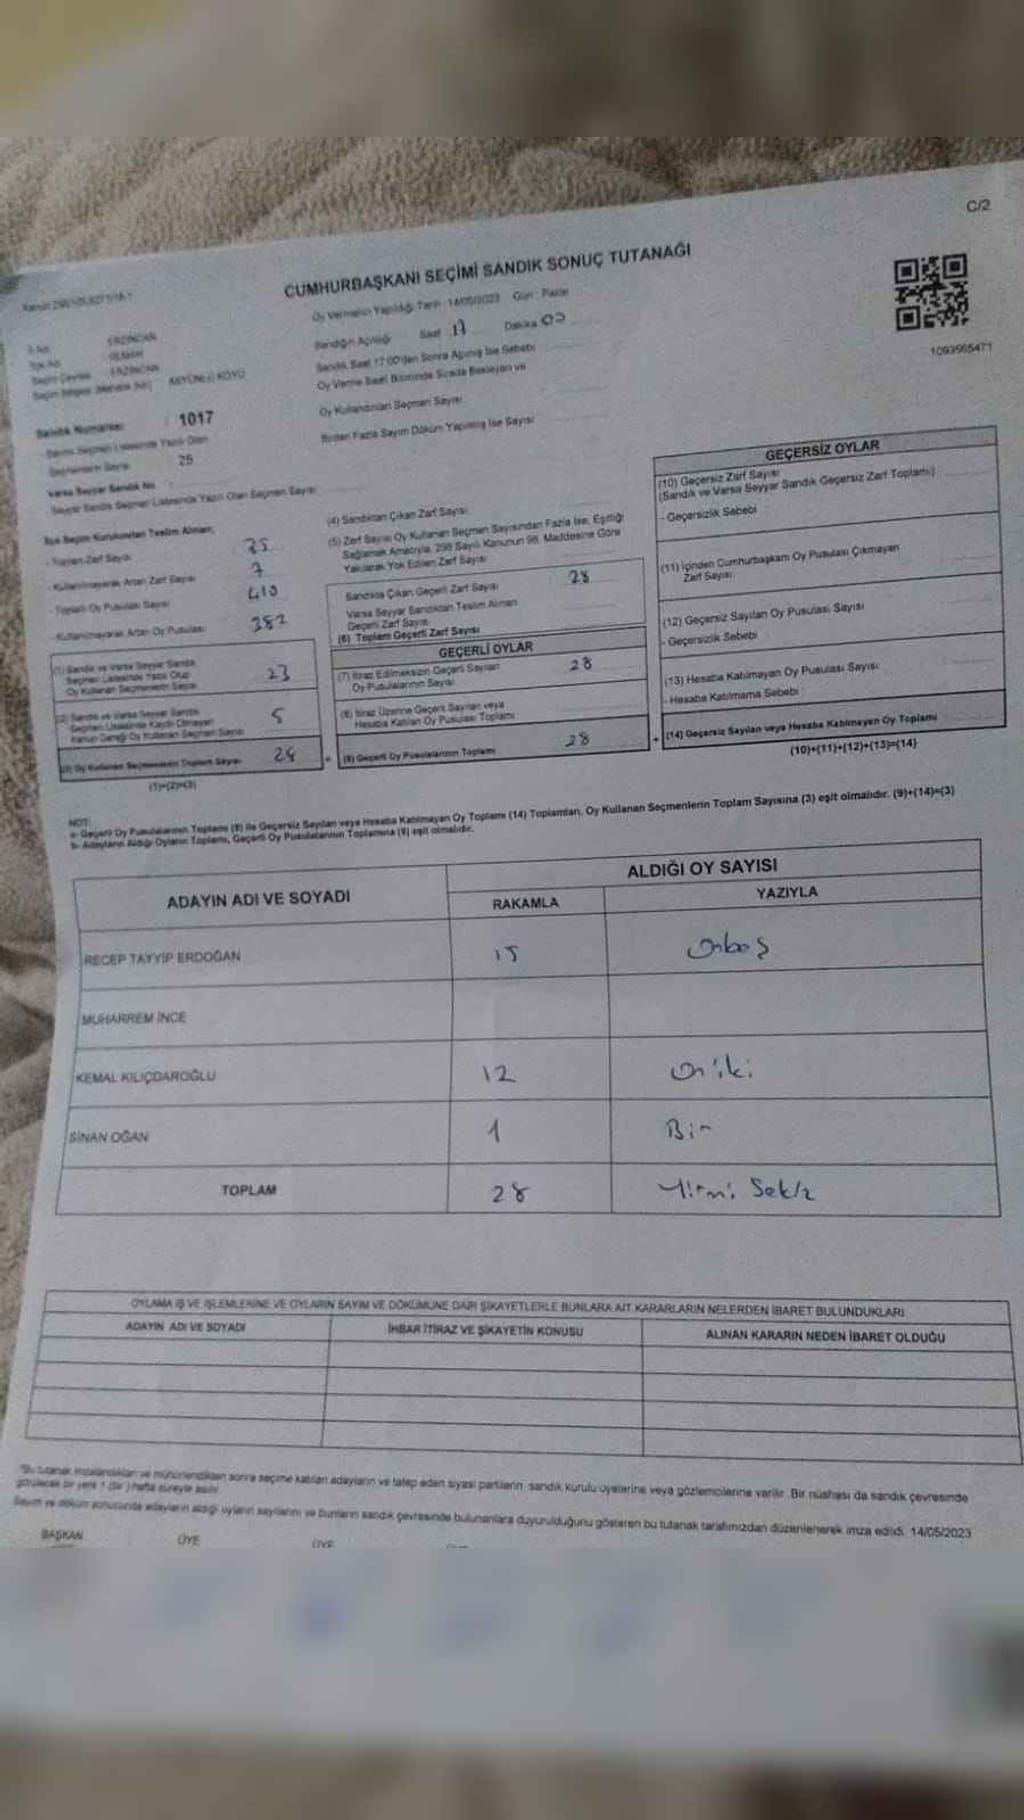 C/2
CUMHURBAŞKANI SEÇİMİ SANDIK SONUÇ TUTANAĞI
Oy Vermenin Yapıldığı Tarih : 14/05/2023 Gün : Pazar
Sandığın Açılışı Saat 17 Dakika 00
Sandık Saat 17:00'den Sonra Açılmış İse Sebebi
Oy Verme Saati Bitiminde Sırada Bekleyen ve
Oy Kullandırılan Seçmen Sayısı
Birden Fazla Sayım Döküm Yapılmış İse Sayısı
1093965471
İli Adı ERZİNCAN
İlçe Adı KEMAH
Seçim Çevresi ERZİNCAN
AKYÜNLÜ KÖYÜ
Sandık Numarası : 1017
Sandık Seçmen Listesinde Yazılı Olan
Seçmenlerin Sayısı 25
Varsa Seyyar Sandık No :
Seyyar Sandık Seçmen Listesinde Yazılı Olan Seçmen Sayısı
İlçe Seçim Kurulundan Teslim Alınan;
- Toplam Zarf Sayısı 35
- Kullanılmayarak Artan Zarf Sayısı 7
- Toplam Oy Pusulası Sayısı 410
- Kullanılmayarak Artan Oy Pusulası 382
(1) Sandık ve Varsa Seyyar Sandık
Seçmen Listesinde Yazılı Olup
Oy Kullanan Seçmenlerin Sayısı 23
(2) Sandık ve Varsa Seyyar Sandık
Seçmen Listesinde Kayıtlı Olmayan
Kanun Gereği Oy Kullanan Seçmen Sayısı 5
(3) Oy Kullanan Seçmenlerin Toplam Sayısı 28
(1)+(2)=(3)
(4) Sandıktan Çıkan Zarf Sayısı
(5) Zarf Sayısı Oy Kullanan Seçmen Sayısından Fazla İse, Eşitliği
Sağlamak Amacıyla, 298 Sayılı Kanunun 98. Maddesine Göre
Yakılarak Yok Edilen Zarf Sayısı
Sandıkta Çıkan Geçerli Zarf Sayısı 28
Varsa Seyyar Sandıktan Teslim Alınan
Geçerli Zarf Sayısı
(6) Toplam Geçerli Zarf Sayısı
GEÇERLİ OYLAR
(7) İtiraz Edilmeksizin Geçerli Sayılan
Oy Pusulalarının Sayısı 28
(8) İtiraz Üzerine Geçerli Sayılan veya
Hesaba Katılan Oy Pusulası Toplamı
(9) Geçerli Oy Pusulalarının Toplamı 28
GEÇERSİZ OYLAR
(10) Geçersiz Zarf Sayısı
(Sandık ve Varsa Seyyar Sandık Geçersiz Zarf Toplamı)
- Geçersizlik Sebebi
(11) İçinden Cumhurbaşkanı Oy Pusulası Çıkmayan
Zarf Sayısı
(12) Geçersiz Sayılan Oy Pusulası Sayısı
- Geçersizlik Sebebi
(13) Hesaba Katılmayan Oy Pusulası Sayısı
- Hesaba Katılmama Sebebi
(14) Geçersiz Sayılan veya Hesaba Katılmayan Oy Toplamı
(10)+(11)+(12)+(13)=(14)
NOT:
a- Geçerli Oy Pusulalarının Toplamı (9) ile Geçersiz Sayılan veya Hesaba Katılmayan Oy Toplamı (14) Toplamları, Oy Kullanan Seçmenlerin Toplam Sayısına (3) eşit olmalıdır. (9)+(14)=(3)
b- Adayların Aldığı Oyların Toplamı, Geçerli Oy Pusulalarının Toplamına (9) eşit olmalıdır.
ADAYIN ADI VE SOYADI ALDIĞI OY SAYISI
RAKAMLA YAZIYLA
RECEP TAYYİP ERDOĞAN 15 Onbeş
MUHARREM İNCE
KEMAL KILIÇDAROĞLU 12 Oniki
SİNAN OĞAN 1 Bir
TOPLAM 28 Yirmi Sekiz
OYLAMA İŞ VE İŞLEMLERİNE VE OYLARIN SAYIM VE DÖKÜMÜNE DAİR ŞİKAYETLERLE BUNLARA AİT KARARLARIN NELERDEN İBARET BULUNDUKLARI
ADAYIN ADI VE SOYADI İHBAR İTİRAZ VE ŞİKAYETİN KONUSU ALINAN KARARIN NEDEN İBARET OLDUĞU
"Bu tutanak imzalandıktan ve mühürlendikten sonra seçime katılan adayların ve talep eden siyasi partilerin sandık kurulu üyelerine veya gözlemcilerine verilir. Bir nüshası da sandık çevresinde
görülecek bir yere 1 (bir) hafta süreyle asılır.
Sayım ve döküm sonucunda adayların aldığı oyların sayılarını ve bunların sandık çevresinde bulunanlara duyurulduğunu gösteren bu tutanak tarafımızdan düzenlenerek imza edildi. 14/05/2023
BAŞKAN ÜYE ÜYE